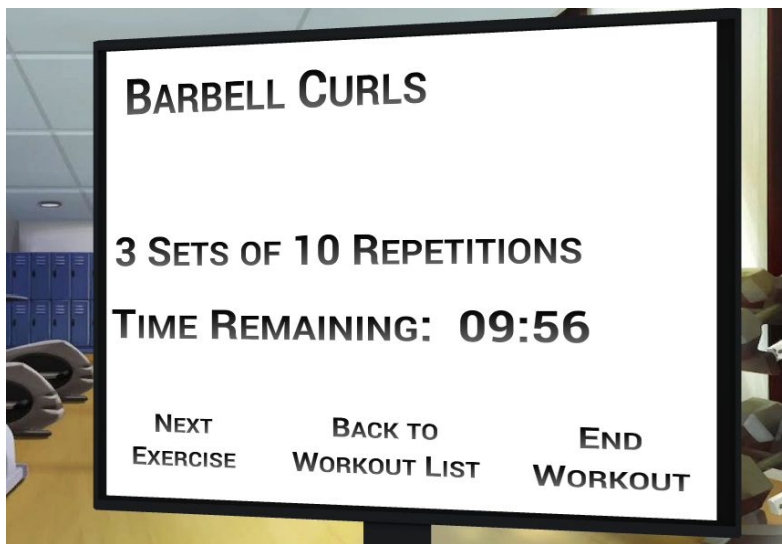 Barbell Curls
3 Sets of 10 Repetitions
Time Remaining: 09:56
Next
Exercise
Back to
Workout List
End
Workout